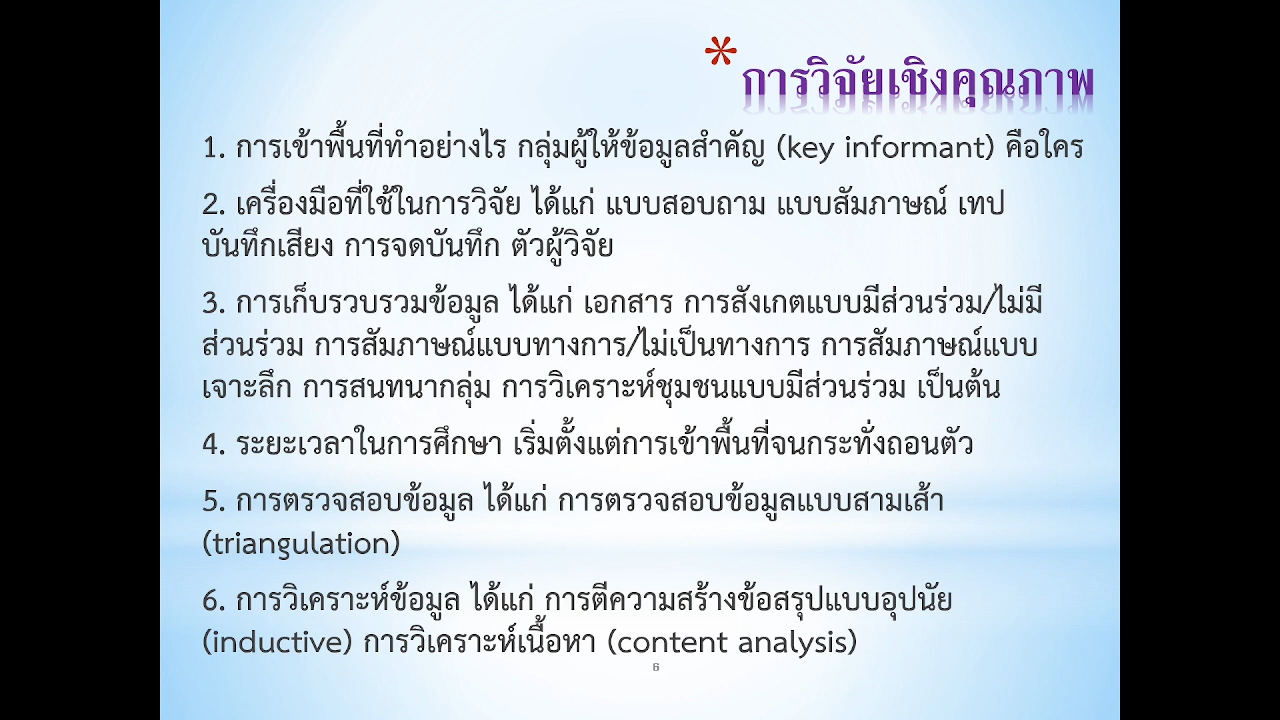 *การวิจัยเชิงคุณภาพ
1. การเข้าพื้นที่ทำอย่างไร กลุ่มผู้ให้ข้อมูลสำคัญ (key informant) คือใคร
2. เครื่องมือที่ใช้ในการวิจัย ได้แก่ แบบสอบถาม แบบสัมภาษณ์ เทป
บันทึกเสียง การจดบันทึก ตัวผู้วิจัย
3. การเก็บรวบรวมข้อมูล ได้แก่ เอกสาร การสังเกตแบบมีส่วนร่วม/ไม่มี
ส่วนร่วม การสัมภาษณ์แบบทางการ/ไม่เป็นทางการ การสัมภาษณ์แบบ
เจาะลึก การสนทนากลุ่ม การวิเคราะห์ชุมชนแบบมีส่วนร่วม เป็นต้น
4. ระยะเวลาในการศึกษา เริ่มตั้งแต่การเข้าพื้นที่จนกระทั่งถอนตัว
5. การตรวจสอบข้อมูล ได้แก่ การตรวจสอบข้อมูลแบบสามเส้า
(triangulation)
6. การวิเคราะห์ข้อมูล ได้แก่ การตีความสร้างข้อสรุปแบบอุปนัย
(inductive) การวิเคราะห์เนื้อหา (content analysis)
6